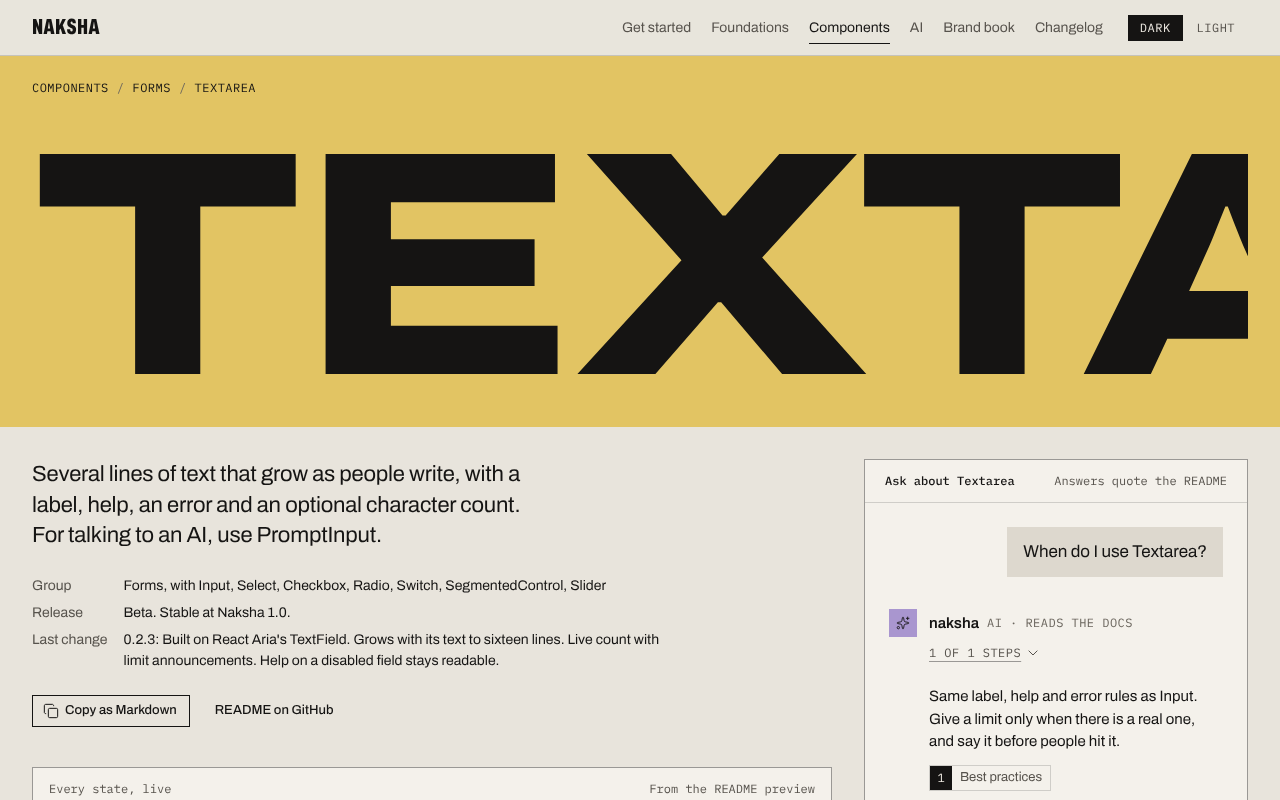 NAKSHA
Get started Foundations Components AI Brand book Changelog DARK LIGHT
COMPONENTS / FORMS / TEXTAREA
TEXTA
Several lines of text that grow as people write, with a
label, help, an error and an optional character count.
For talking to an AI, use PromptInput.
Group Forms, with Input, Select, Checkbox, Radio, Switch, SegmentedControl, Slider
Release Beta. Stable at Naksha 1.0.
Last change 0.2.3: Built on React Aria's TextField. Grows with its text to sixteen lines. Live count with
limit announcements. Help on a disabled field stays readable.
Copy as Markdown README on GitHub
Every state, live From the README preview
Ask about Textarea Answers quote the README
When do I use Textarea?
naksha AI · READS THE DOCS
1 OF 1 STEPS
Same label, help and error rules as Input.
Give a limit only when there is a real one,
and say it before people hit it.
1 Best practices